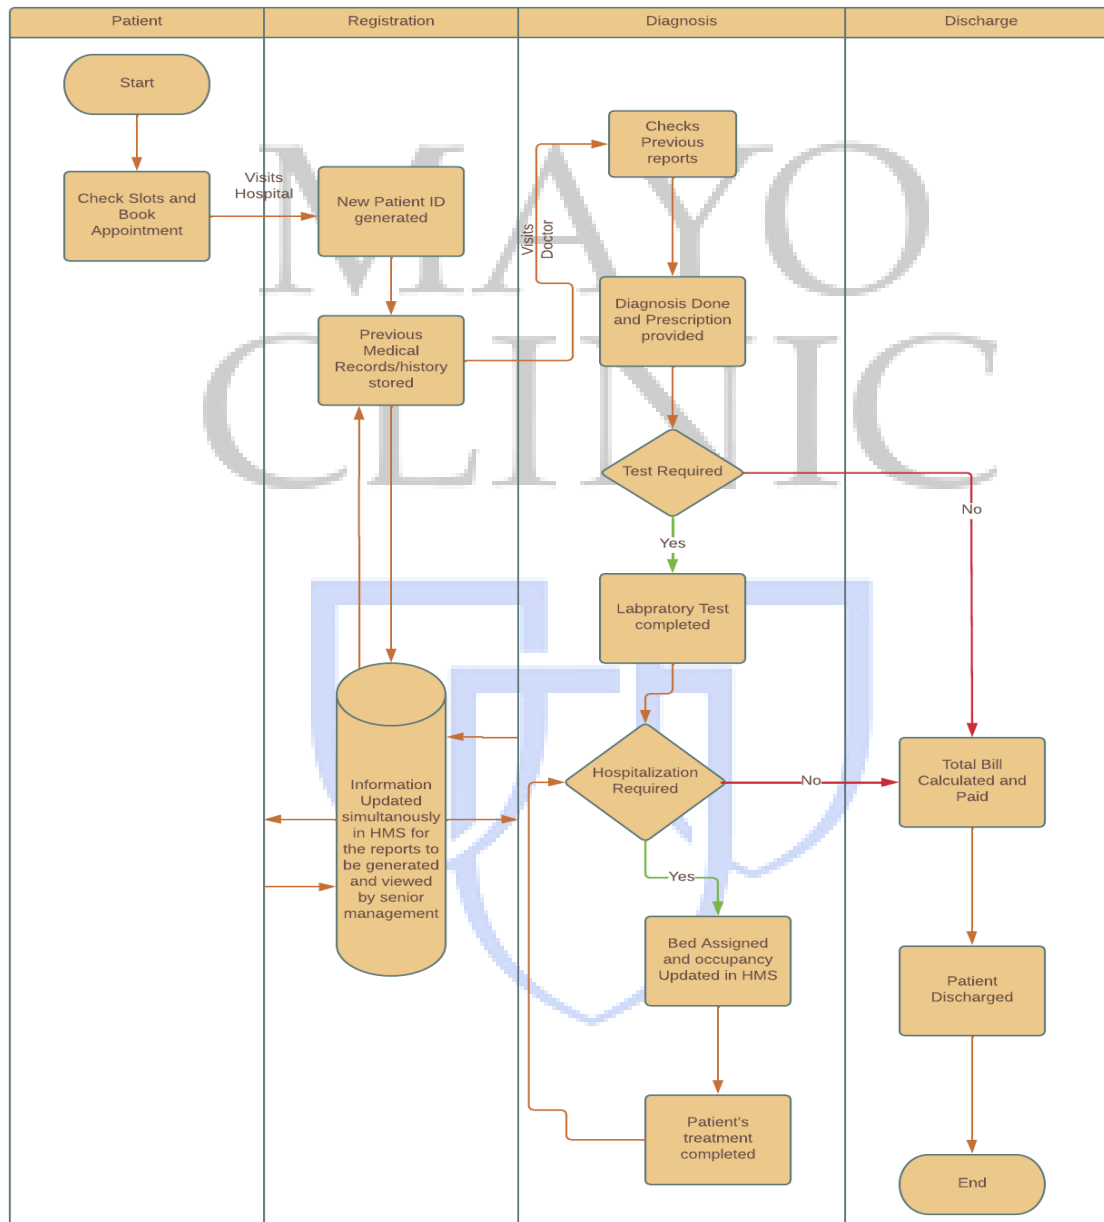 Patient
Registration
Diagnosis
Discharge
Start
Check Slots and
Book
Appointment
Visits
Hospital
New Patient ID
generated
Previous
Medical
Records/history
stored
Visits
Doctor
Checks
Previous
reports
Diagnosis Done
and Prescription
provided
Test Required
No
Yes
Labpratory Test
completed
Hospitalization
Required
No
Yes
Information
Updated
simultanously
in HMS for
the reports to
be generated
and viewed
by senior
management
Bed Assigned
and occupancy
Updated in HMS
Patient's
treatment
completed
Total Bill
Calculated and
Paid
Patient
Discharged
End
MAYO
CLINIC